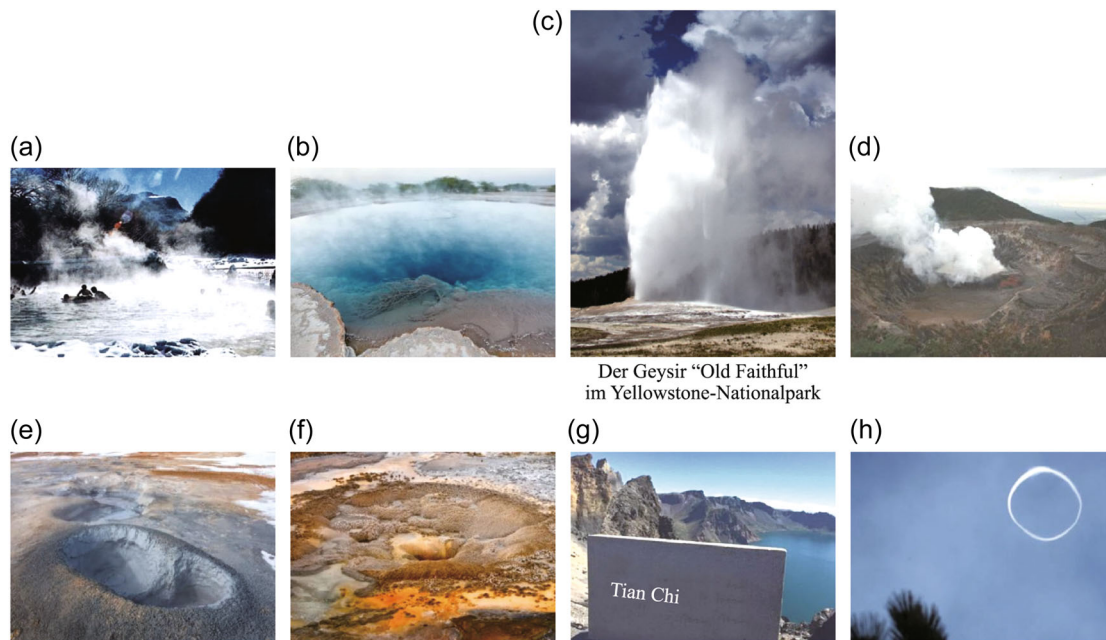 (c)
(a)
(b)
(d)
Der Geysir “Old Faithful”
im Yellowstone-Nationalpark
(e)
(f)
(g)
(h)
Tian Chi